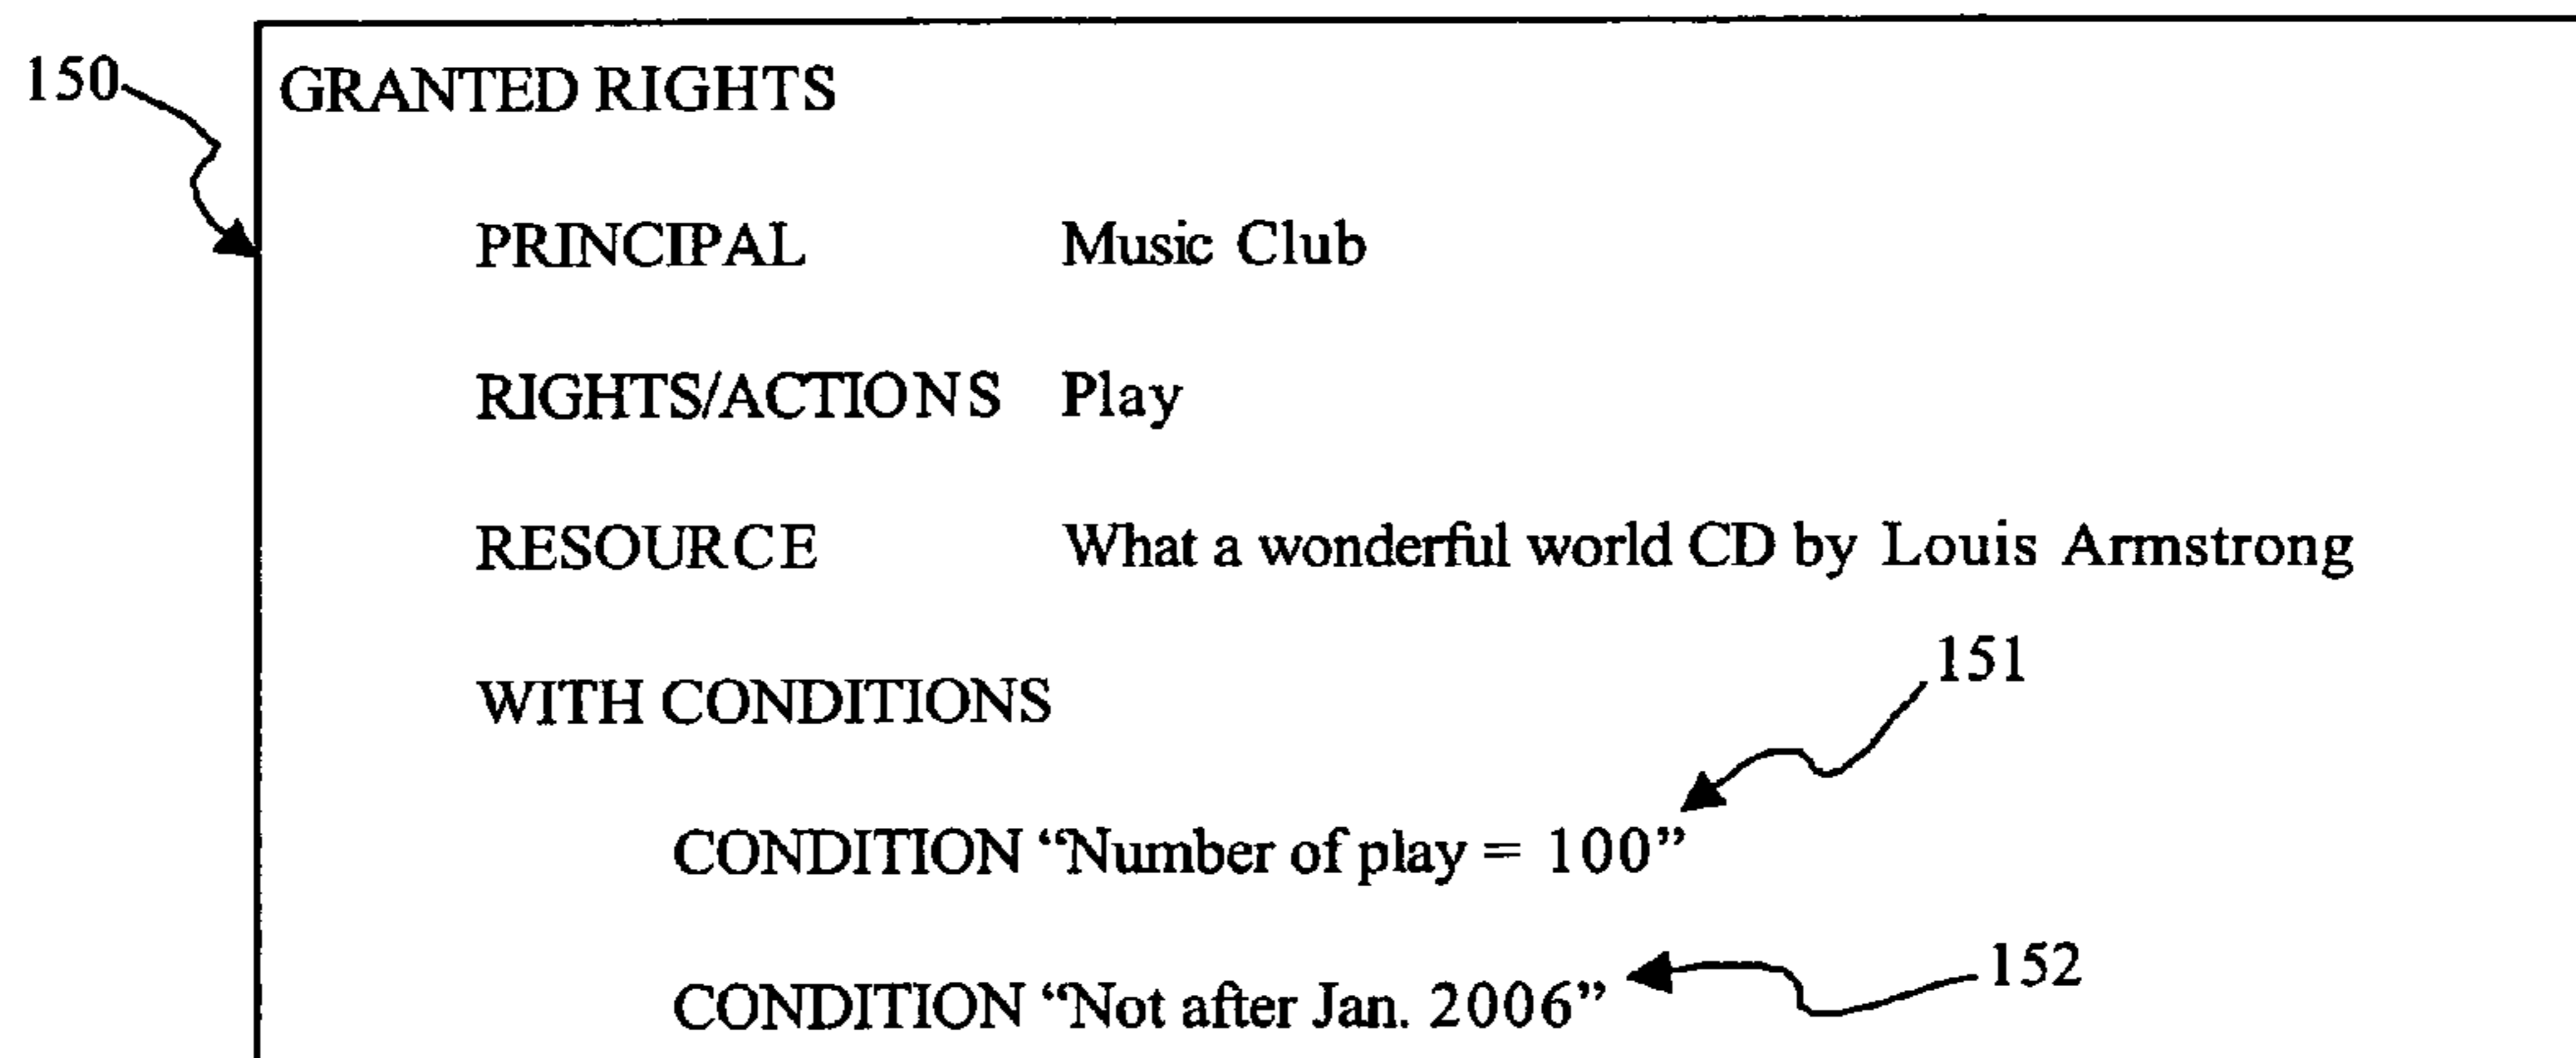 150
GRANTED RIGHTS
PRINCIPAL Music Club
RIGHTS/ACTIONS Play
RESOURCE What a wonderful world CD by Louis Armstrong
151
WITH CONDITIONS
CONDITION “Number of play = 100”
152
CONDITION “Not after Jan. 2006”